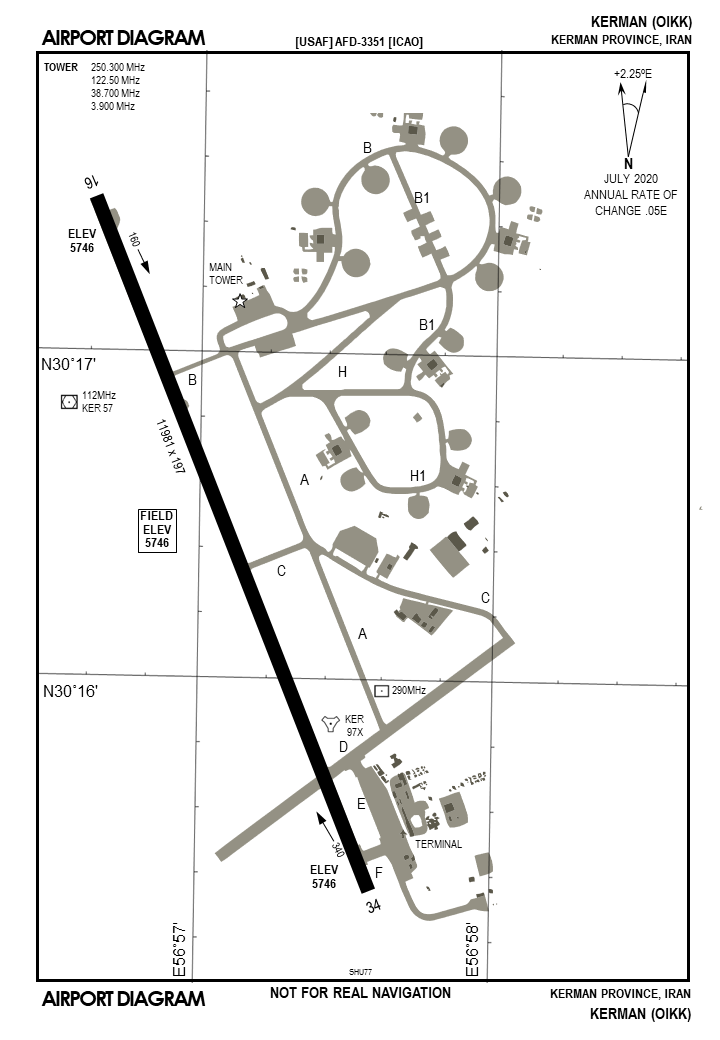 KERMAN (OIKK)
AIRPORT DIAGRAM
[USAF] AFD-3351 [ICAO]
KERMAN PROVINCE, IRAN
TOWER 250.300 MHz
122.50 MHz
38.700 MHz
3.900 MHz
+2.25ºE
N
JULY 2020
ANNUAL RATE OF
CHANGE .05E
B
B1
16
ELEV
5746
160
MAIN
TOWER
B1
N30°17'
H
B
112MHz
KER 57
11981 x 197
A
H1
FIELD
ELEV
5746
C
C
A
N30°16'
290MHz
KER
97X
D
E
340
TERMINAL
ELEV
5746
F
34
E56°57'
E56°58'
SHU77
AIRPORT DIAGRAM
NOT FOR REAL NAVIGATION
KERMAN PROVINCE, IRAN
KERMAN (OIKK)